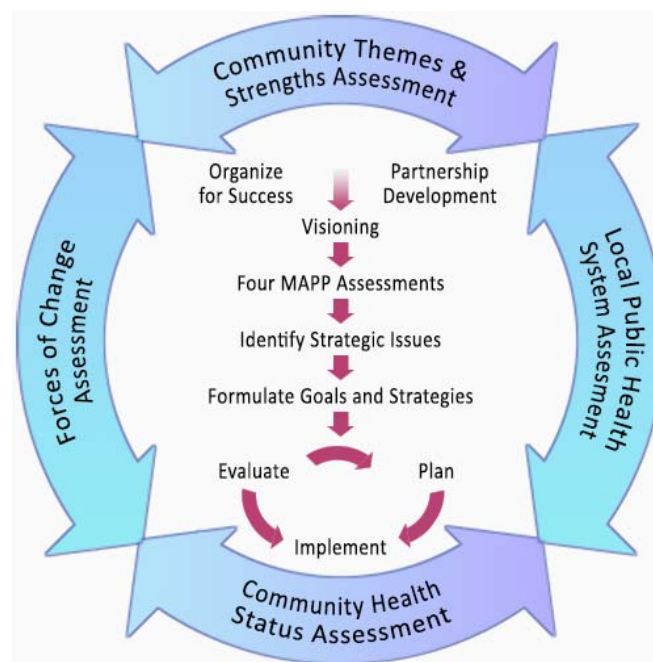 Community Themes &
Strengths Assessment
Organize
for Success
Partnership
Development
Visioning
Four MAPP Assessments
Identify Strategic Issues
Formulate Goals and Strategies
Evaluate
Plan
Implement
Forces of Change
Assessment
Local Public Health
System Assesment
Community Health
Status Assessment